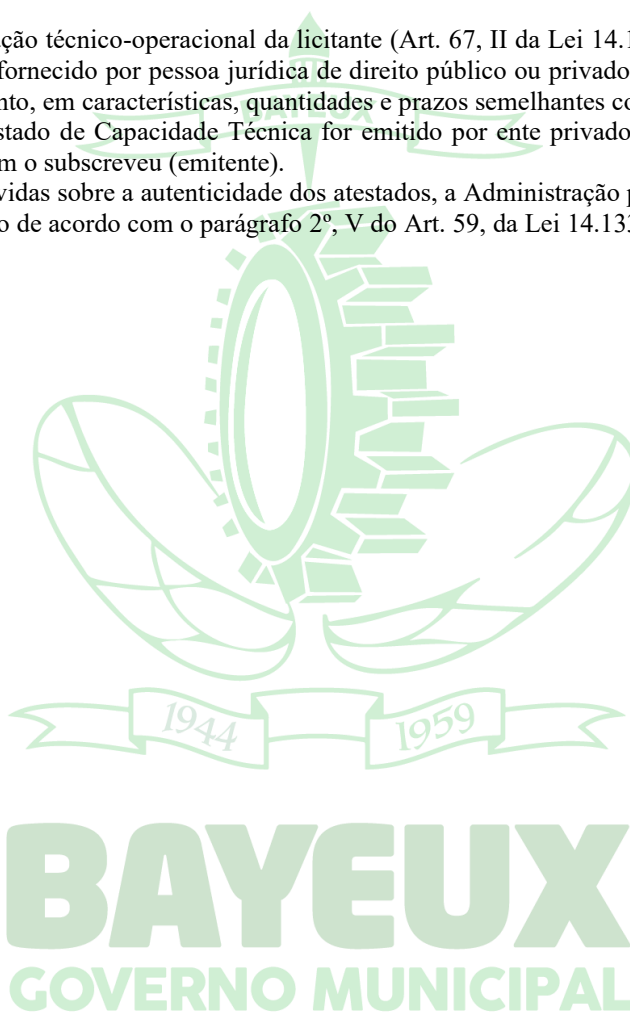 ção técnico-operacional da licitante (Art. 67, II da Lei 14.1
fornecido por pessoa jurídica de direito público ou privado
nto, em características, quantidades e prazos semelhantes co
stado de Capacidade Técnica for emitido por ente privado
m o subscreveu (emitente).
vidas sobre a autenticidade dos atestados, a Administração p
o de acordo com o parágrafo 2º, V do Art. 59, da Lei 14.133
BAYEUX
1944
1959
BAYEUX
GOVERNO MUNICIPAL